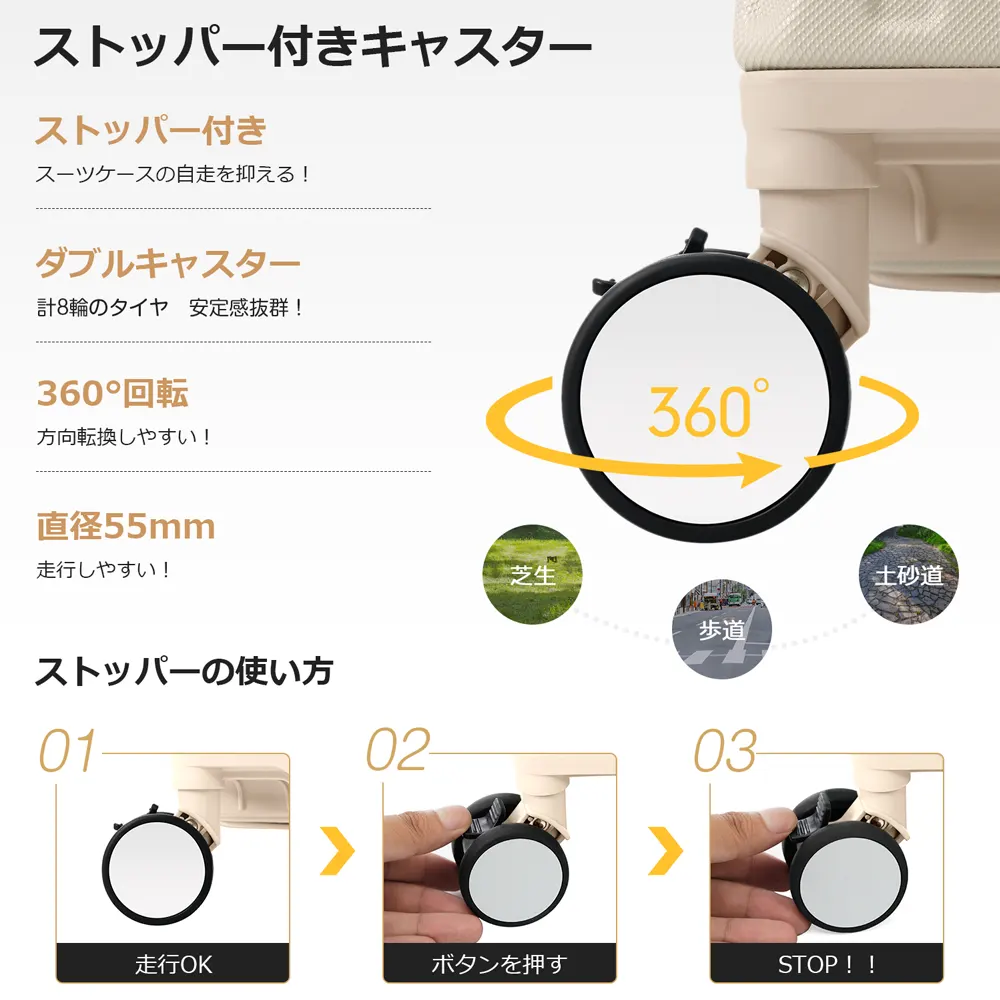 ストッパー付きキャスター
ストッパー付き
スーツケースの自走を抑える！
ダブルキャスター
計8輪のタイヤ　安定感抜群！
360°回転
方向転換しやすい！
直径55mm
走行しやすい！
360°
芝生
歩道
土砂道
ストッパーの使い方
01
走行OK
02
ボタンを押す
03
STOP！！